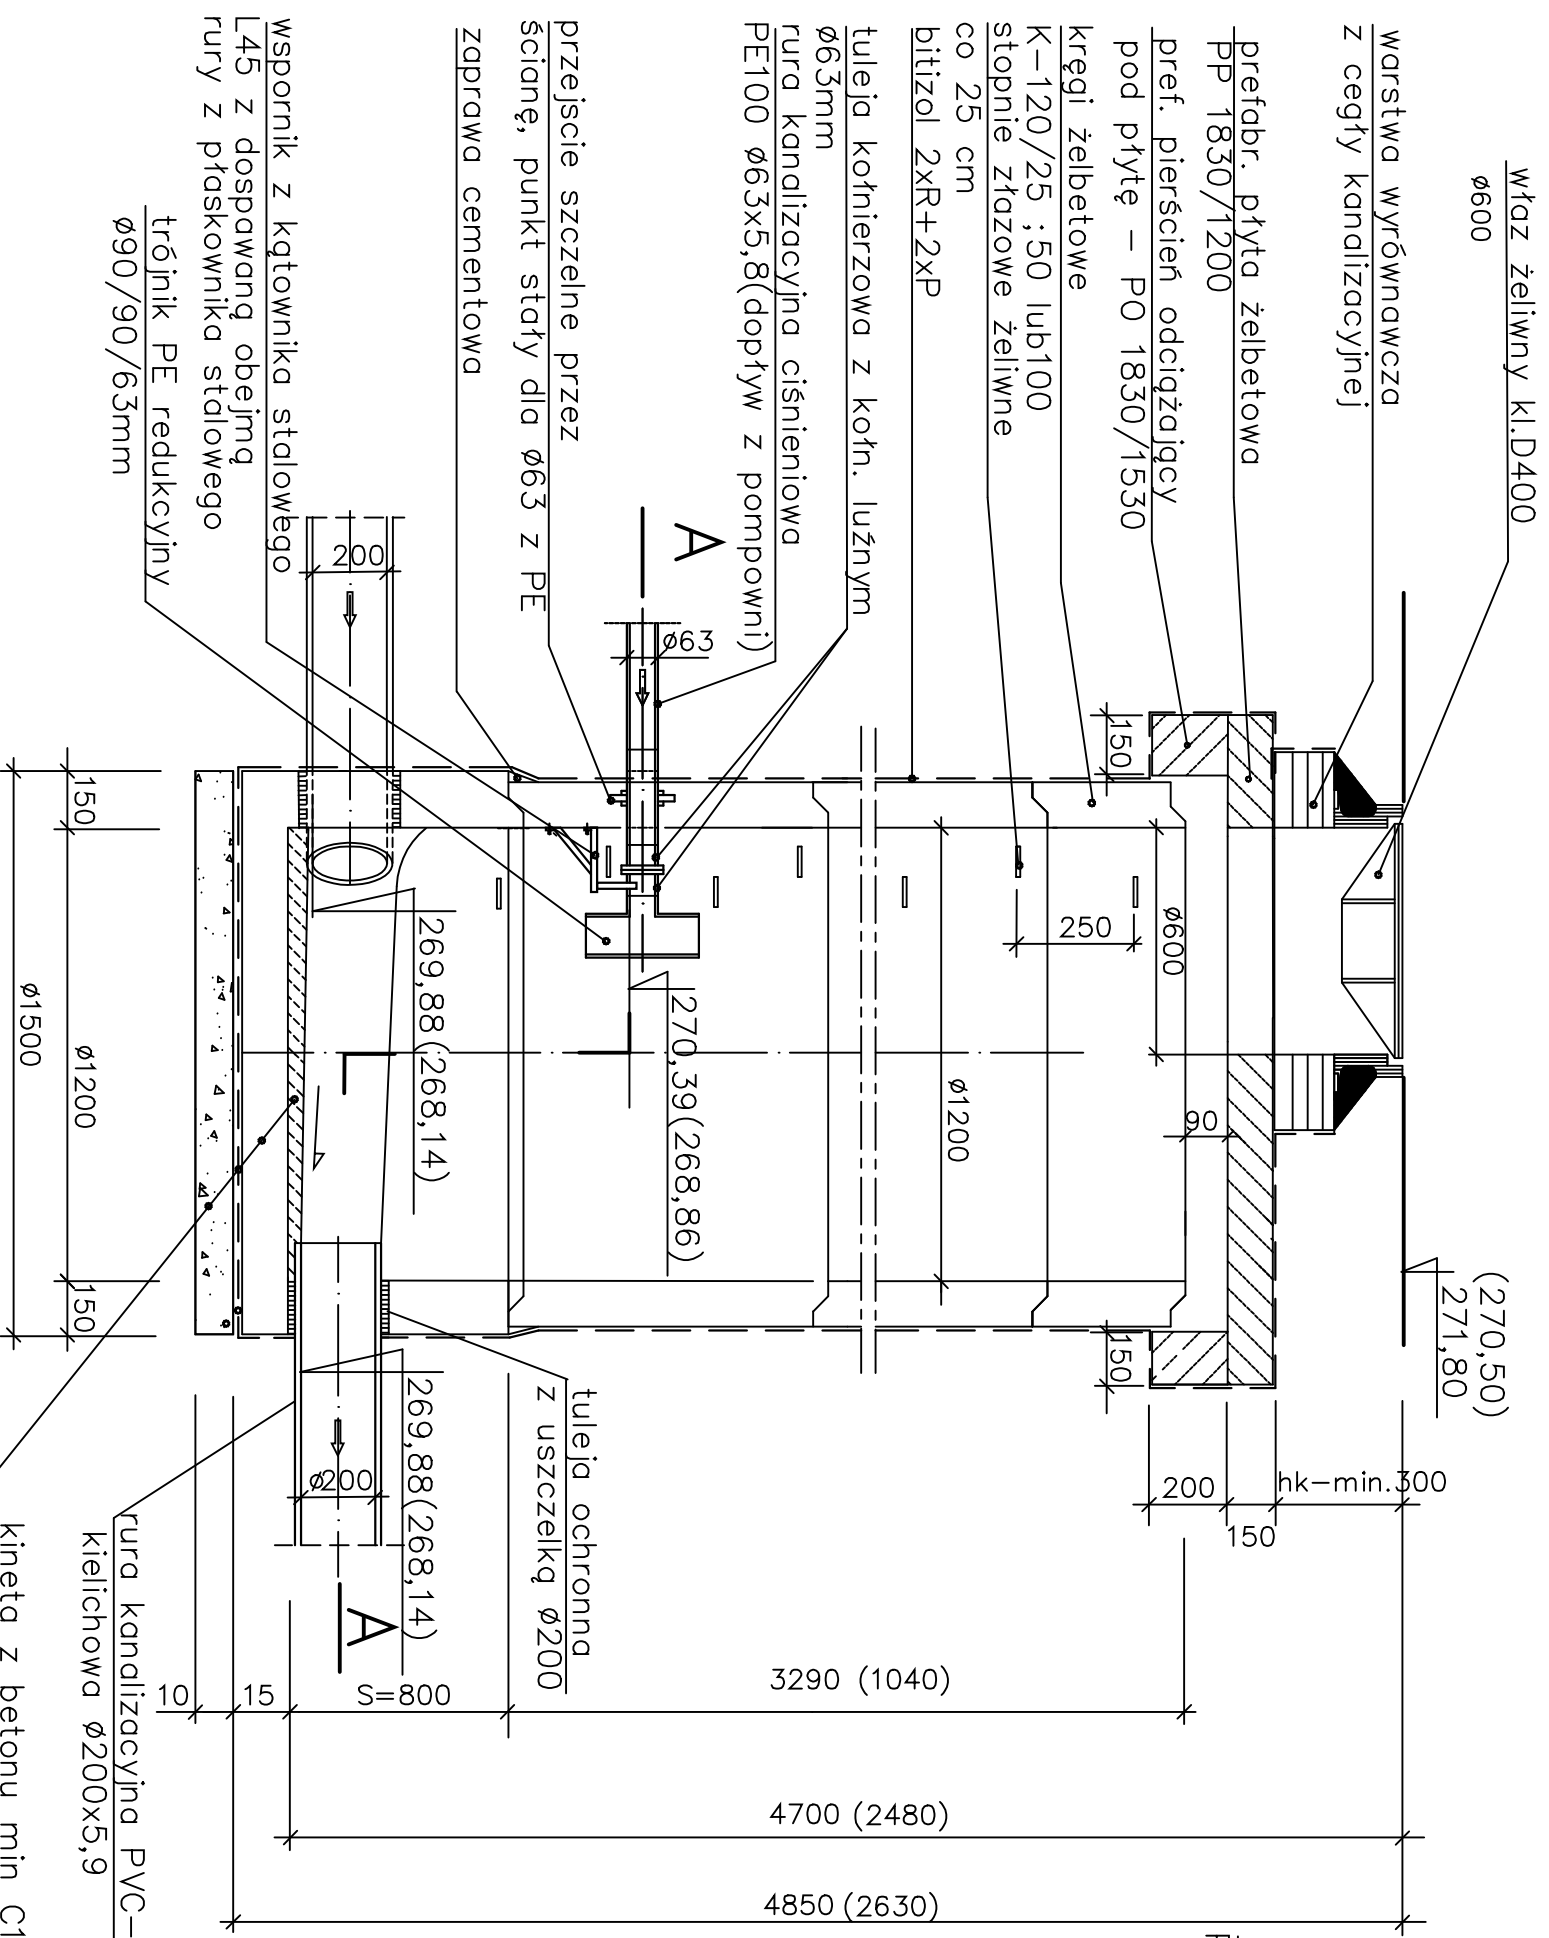 właz żeliwny kl.D400
ø600
warstwa wyrównawcza
z cegły kanalizacyjnej
prefabr. płyta żelbetowa
PP 1830/1200
pref. pierścień odciążający
pod płytę – PO 1830/1530
kręgi żelbetowe
K–120/25 ;50 lub100
stopnie złazowe żeliwne
co 25 cm
bitizol 2xR+2xP
tuleja kołnierzowa z kołn. luźnym
ø63mm
rura kanalizacyjna ciśnieniowa
PE100 ø63x5,8(dopływ z pompowni)
przejscie szczelne przez
ścianę, punkt stały dla ø63 z PE
zaprawa cementowa
wspornik z kątownika stalowego
L45 z dospawaną obejmą
rury z płaskownika stalowego
trójnik PE redukcyjny
ø90/90/63mm
200
A
ø63
150
ø600
250
90
ø1200
270,39(268,86)
269,88(268,14)
150
ø1200
150
ø1500
150
(270,50)
271,80
hk–min.300
200
150
tuleja ochronna
z uszczelką ø200
269,88(268,14)
ø200
A
rura kanalizacyjna PVC–
kielichowa ø200x5,9
kineta z betonu min C1
10
15
S=800
3290 (1040)
4700 (2480)
4850 (2630)